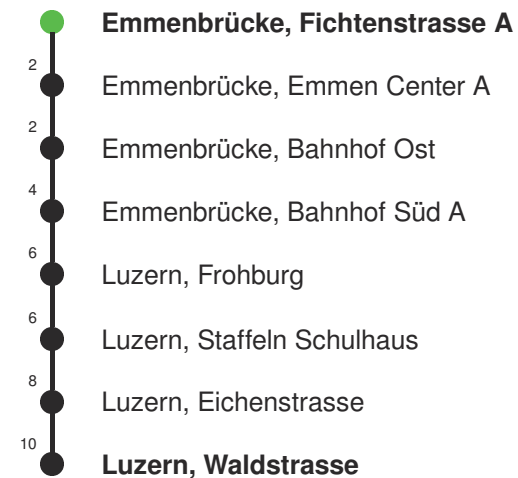 Emmenbrücke, Fichtenstrasse A
2 Emmenbrücke, Emmen Center A
2 Emmenbrücke, Bahnhof Ost
4 Emmenbrücke, Bahnhof Süd A
6 Luzern, Frohburg
6 Luzern, Staffeln Schulhaus
8 Luzern, Eichenstrasse
10 Luzern, Waldstrasse